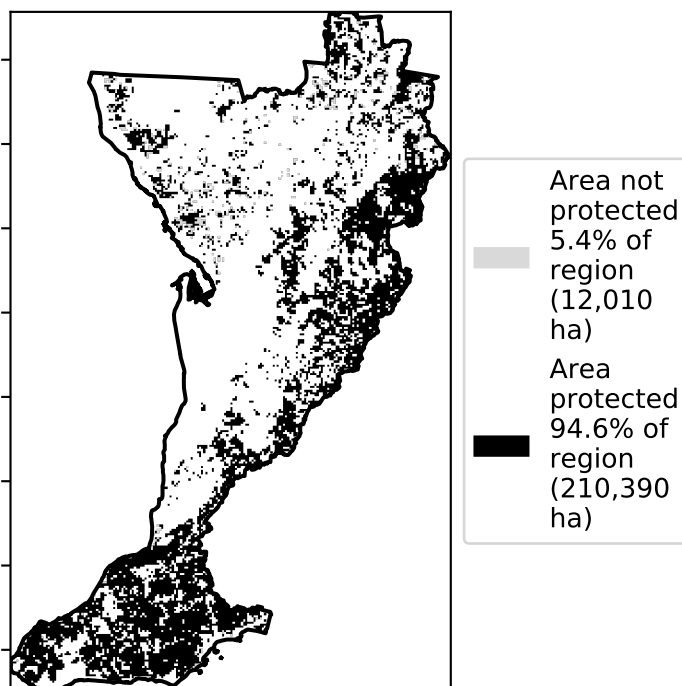 Area not
protected
5.4% of
region
(12,010
ha)
Area
protected
94.6% of
region
(210,390
ha)